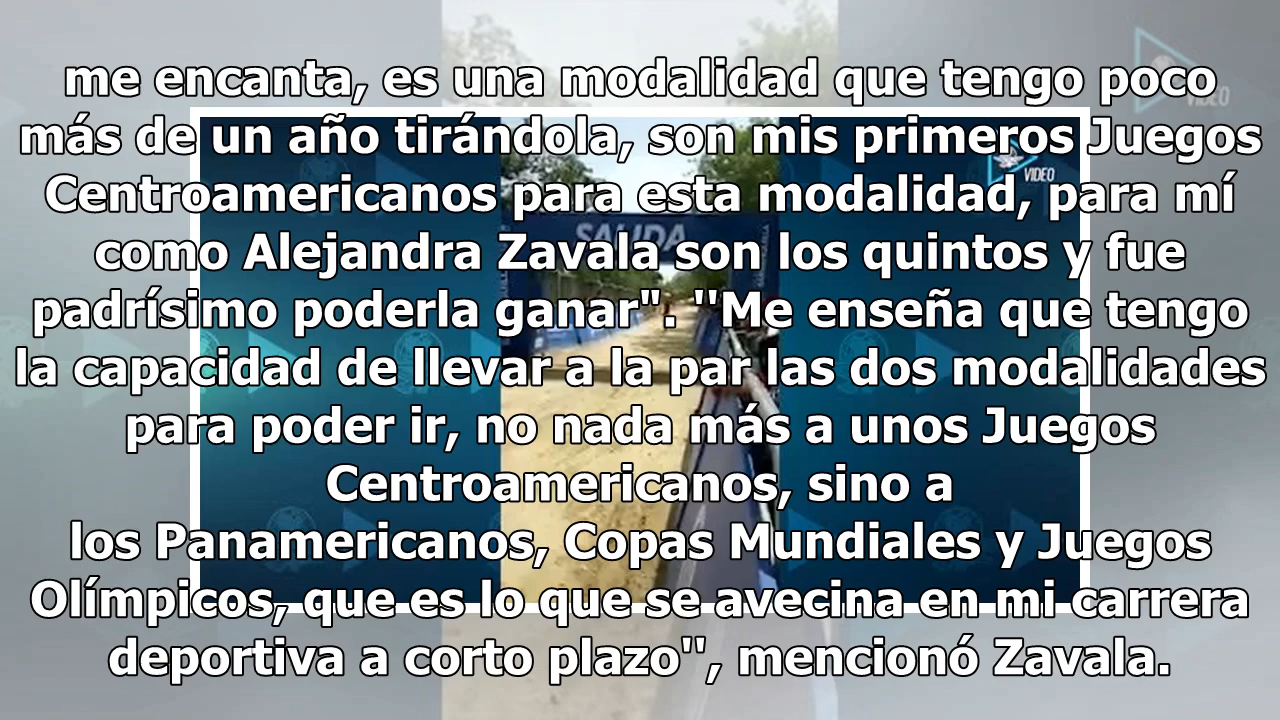 me encanta, es una modalidad que tengo poco
más de un año tirándola, son mis primeros Juegos
Centroamericanos para esta modalidad, para mí
como Alejandra Zavala son los quintos y fue
padrísimo poderla ganar". ''Me enseña que tengo
la capacidad de llevar a la par las dos modalidades
para poder ir, no nada más a unos Juegos
Centroamericanos, sino a
los Panamericanos, Copas Mundiales y Juegos
Olímpicos, que es lo que se avecina en mi carrera
deportiva a corto plazo'', mencionó Zavala.
VIDEO
VIDEO
SALIDA